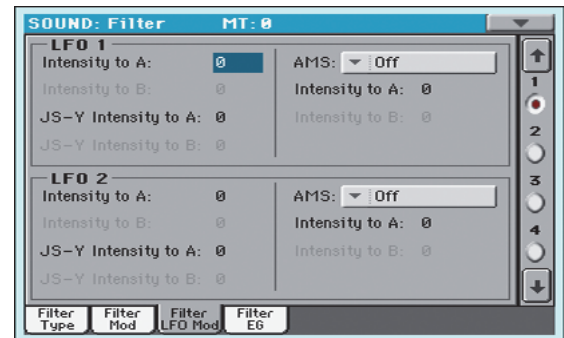 SOUND: Filter MT: 0
LFO 1
Intensity to A: 0 AMS: Off
Intensity to B: 0 Intensity to A: 0
JS-Y Intensity to A: 0 Intensity to B: 0
JS-Y Intensity to B: 0
LFO 2
Intensity to A: 0 AMS: Off
Intensity to B: 0 Intensity to A: 0
JS-Y Intensity to A: 0 Intensity to B: 0
JS-Y Intensity to B: 0
1
2
3
4
Filter Type Filter Mod Filter LFO Mod Filter EG